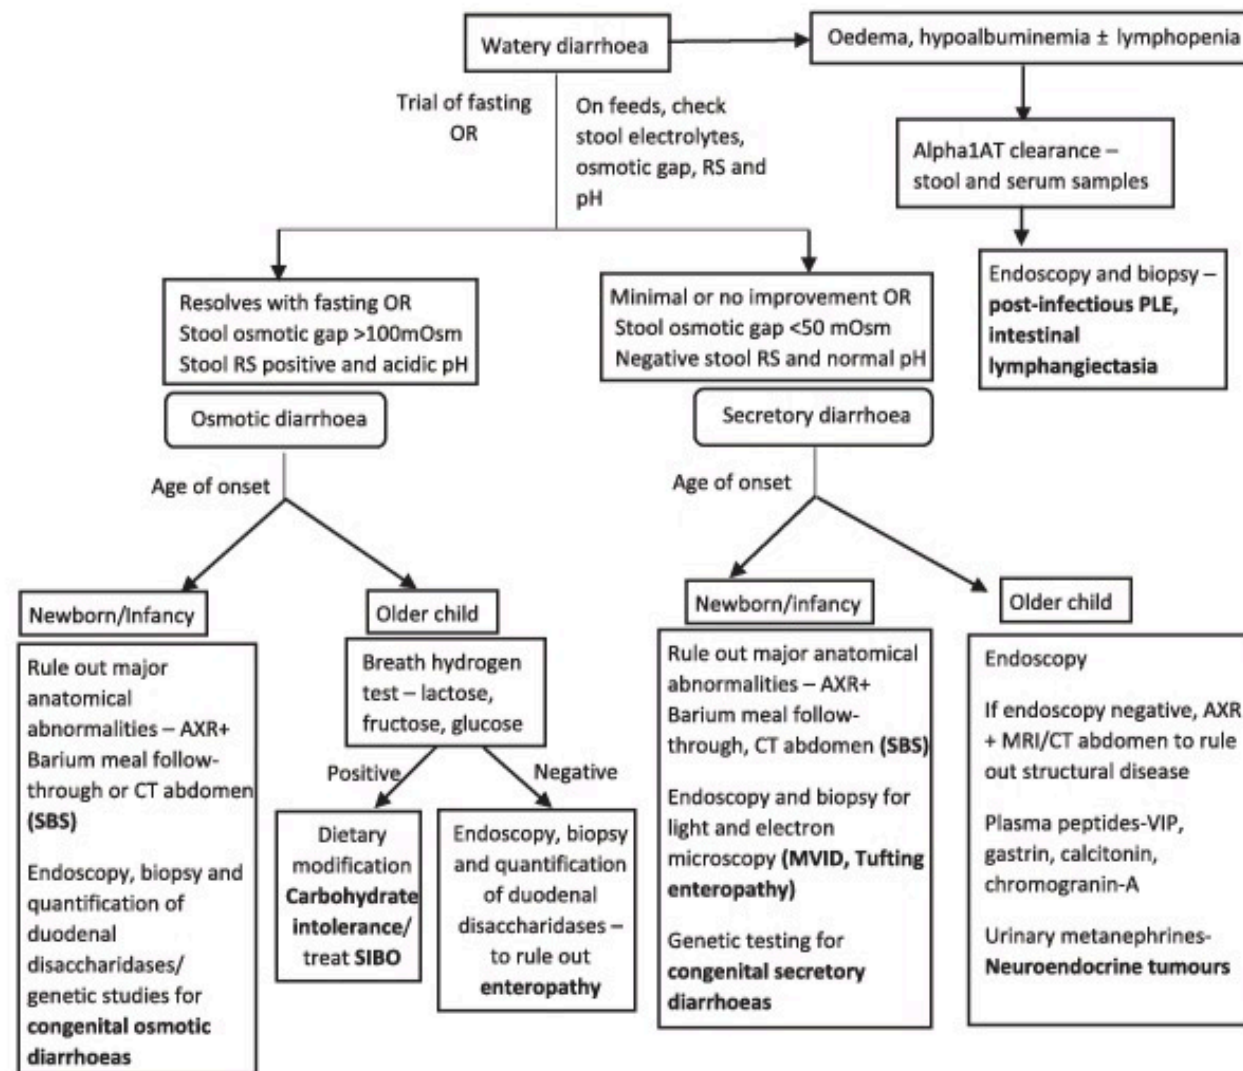 Watery diarrhoea
Oedema, hypoalbuminemia ± lymphopenia
Trial of fasting
OR
On feeds, check
stool electrolytes,
osmotic gap, RS and
pH
Alpha1AT clearance –
stool and serum samples
Endoscopy and biopsy –
post-infectious PLE,
intestinal
lymphangiectasia
Resolves with fasting OR
Stool osmotic gap >100mOsm
Stool RS positive and acidic pH
Minimal or no improvement OR
Stool osmotic gap <50 mOsm
Negative stool RS and normal pH
Osmotic diarrhoea
Secretory diarrhoea
Age of onset
Age of onset
Newborn/Infancy
Rule out major
anatomical
abnormalities – AXR+
Barium meal follow-
through or CT abdomen
(SBS)
Endoscopy, biopsy and
quantification of
duodenal
disaccharidases/
genetic studies for
congenital osmotic
diarrhoeas
Older child
Breath hydrogen
test – lactose,
fructose, glucose
Positive
Negative
Dietary
modification
Carbohydrate
intolerance/
treat SIBO
Endoscopy, biopsy
and quantification
of duodenal
disaccharidases –
to rule out
enteropathy
Newborn/infancy
Rule out major anatomical
abnormalities – AXR+
Barium meal follow-
through, CT abdomen (SBS)
Endoscopy and biopsy for
light and electron
microscopy (MVID, Tufting
enteropathy)
Genetic testing for
congenital secretory
diarrhoeas
Older child
Endoscopy
If endoscopy negative, AXR
+ MRI/CT abdomen to rule
out structural disease
Plasma peptides-VIP,
gastrin, calcitonin,
chromogranin-A
Urinary metanephrines-
Neuroendocrine tumours